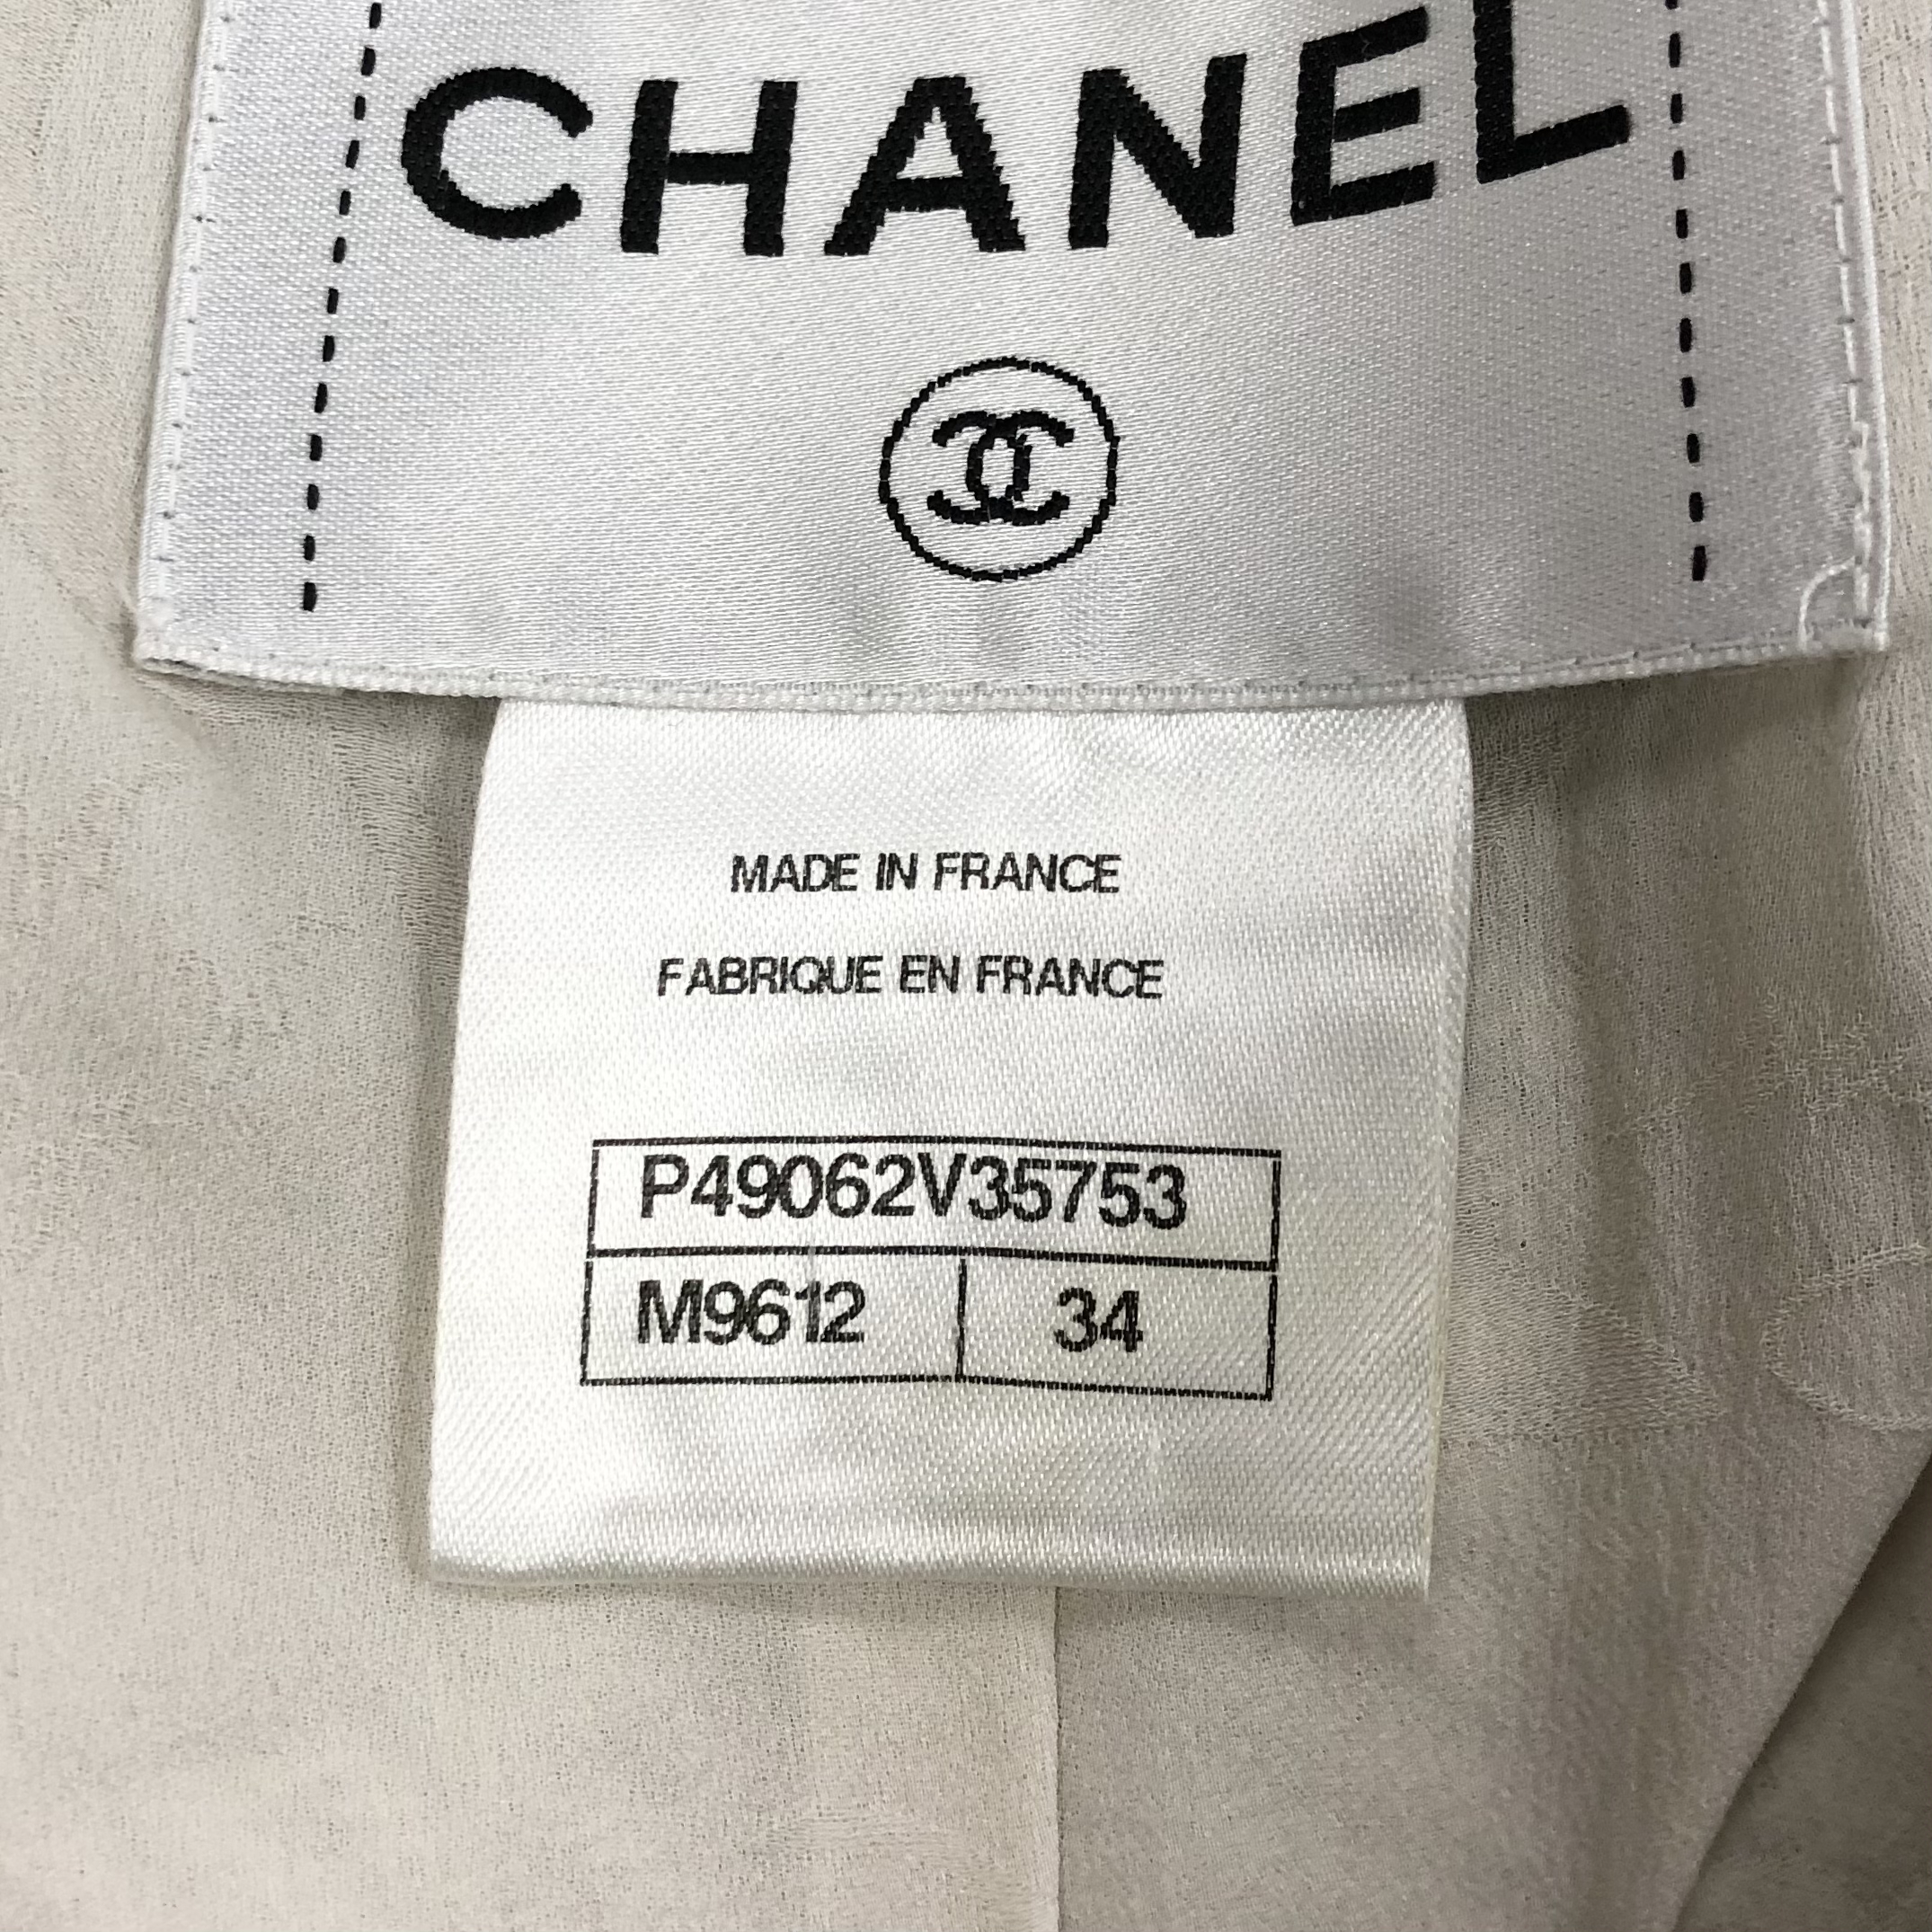 CHANEL
MADE IN FRANCE
FABRIQUE EN FRANCE
P49062V35753
M9612 34